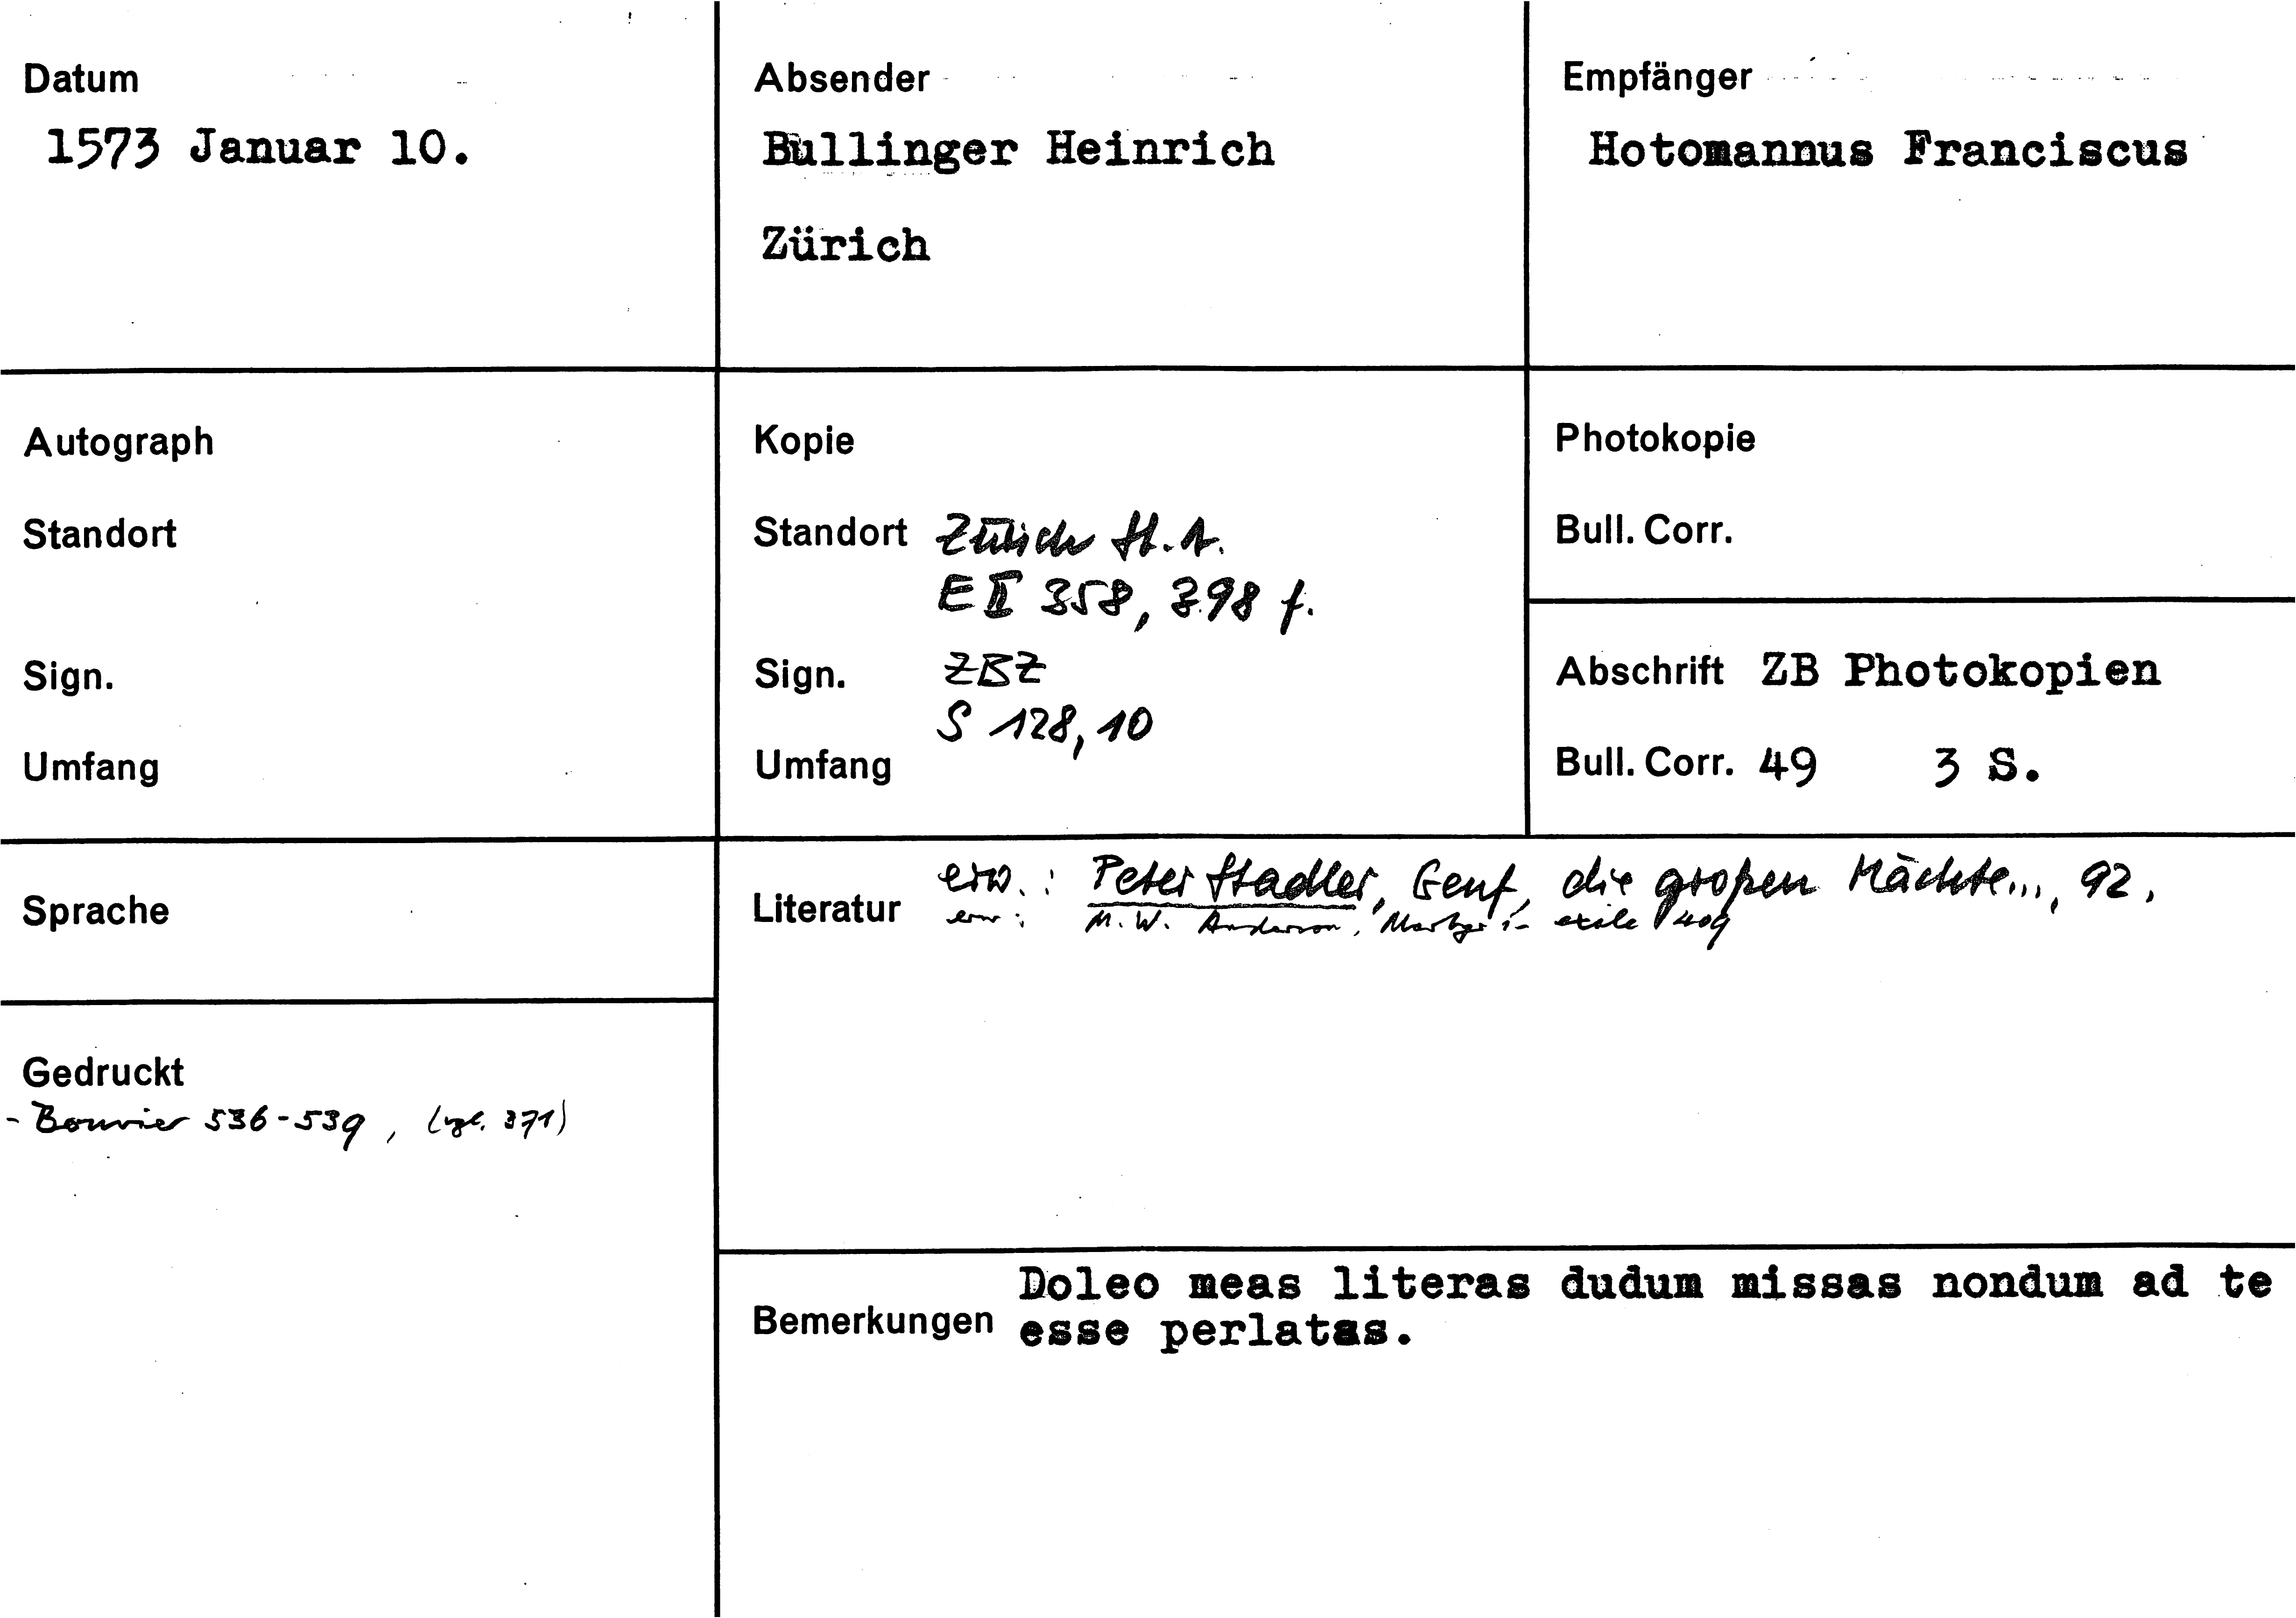 Datum
1573 Januar 10.
Absender
Bullinger Heinrich
Zürich
Empfänger
Hotomannus Franciscus
Autograph
Standort
Sign.
Umfang
Kopie
Standort Zürich St.A.
E II 358, 398 f.
Sign. ZBZ
S 128,10
Umfang
Photokopie
Bull. Corr.
Abschrift ZB Photokopien
Bull. Corr. 49 3 S.
Sprache
Gedruckt
- Bouvier 536-539, (vgl. 371)
Literatur erw.: Peter Stadler, Genf, die großen Mächte..., 92.
erw: M. W. Anderson, Martyr in exile 409
Bemerkungen Doleo meas literas dudum missas nondum ad te
esse perlatas.